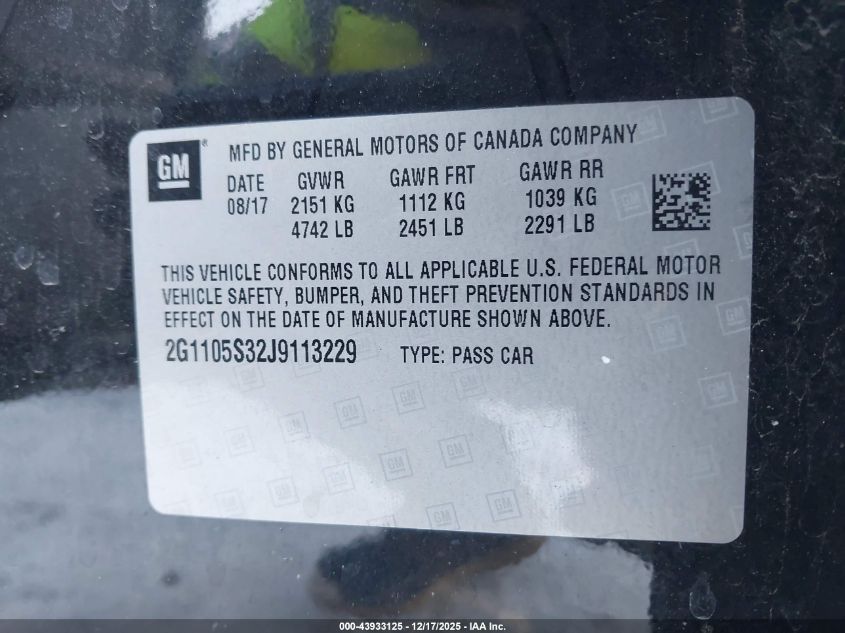 GM ® MFD BY GENERAL MOTORS OF CANADA COMPANY
DATE GVWR GAWR FRT GAWR RR
08/17 2151 KG 1112 KG 1039 KG
4742 LB 2451 LB 2291 LB
THIS VEHICLE CONFORMS TO ALL APPLICABLE U.S. FEDERAL MOTOR
VEHICLE SAFETY, BUMPER, AND THEFT PREVENTION STANDARDS IN
EFFECT ON THE DATE OF MANUFACTURE SHOWN ABOVE.
2G1105S32J9113229 TYPE: PASS CAR
000-43933125 - 12/17/2025 - IAA Inc.